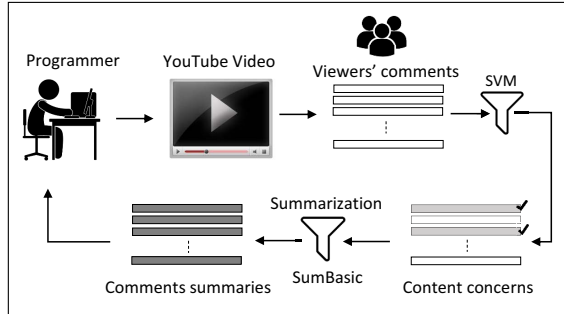 Programmer
YouTube Video
Viewers' comments
SVM
Summarization
SumBasic
Comments summaries
Content concerns